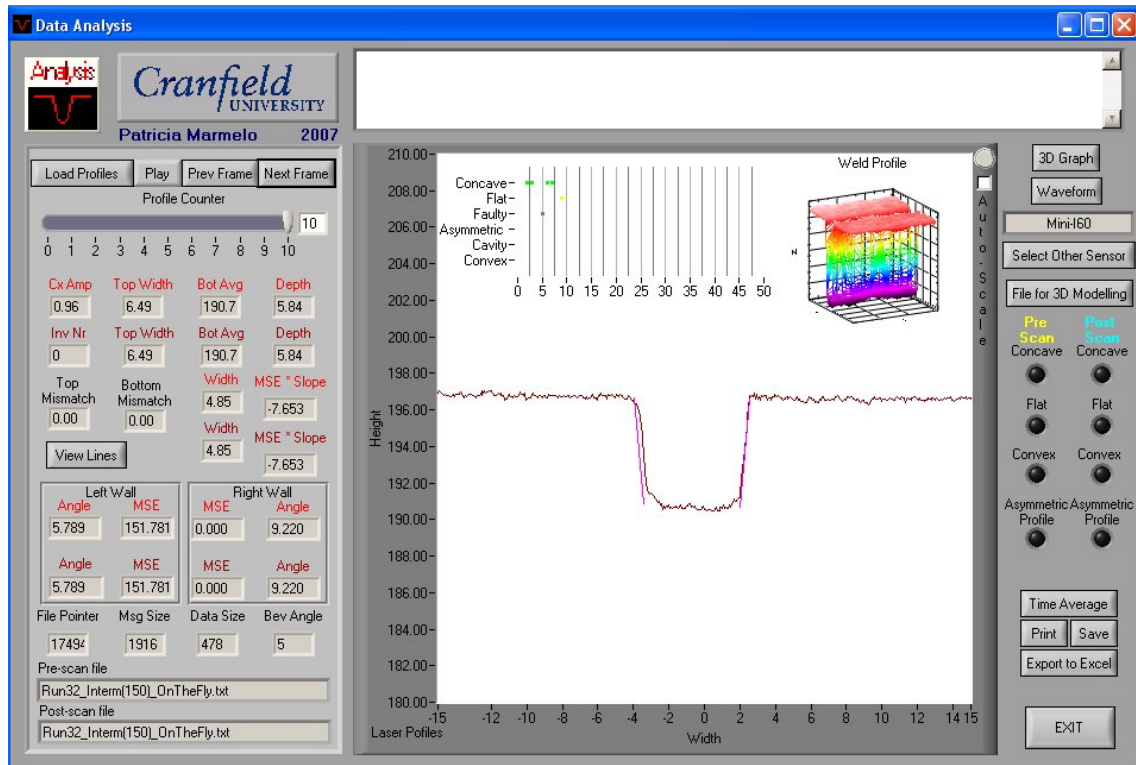 Data Analysis
Analysis
Cranfield
UNIVERSITY
Patricia Marmelo 2007
Load Profiles Play Prev Frame Next Frame
Profile Counter
10
0 1 2 3 4 5 6 7 8 9 10
Cx Amp Top Width Bot Avg Depth
0.96 6.49 190.7 5.84
Inv Nr Top Width Bot Avg Depth
0 6.49 190.7 5.84
Top Mismatch Bottom Mismatch Width MSE * Slope
0.00 0.00 4.85 -7.653
Width MSE * Slope
4.85 -7.653
View Lines
Left Wall Right Wall
Angle MSE MSE Angle
5.789 151.781 0.000 9.220
Angle MSE MSE Angle
5.789 151.781 0.000 9.220
File Pointer Msg Size Data Size Bev Angle
17494 1916 478 5
Pre-scan file
Run32_Interm(150)_OnTheFly.txt
Post-scan file
Run32_Interm(150)_OnTheFly.txt
210.00
208.00
206.00
204.00
202.00
200.00
198.00
196.00
194.00
192.00
190.00
188.00
186.00
184.00
182.00
180.00
Height
-15 -12 -10 -8 -6 -4 -2 0 2 4 6 8 10 12 14 15
Laser Pofiles
Width
Concave
Flat
Faulty
Asymmetric
Cavity
Convex
0 5 10 15 20 25 30 35 40 45 50
Weld Profile
Z
Auto-Scale
3D Graph
Waveform
Mini-I60
Select Other Sensor
File for 3D Modelling
Pre Scan Post Scan
Concave Concave
Flat Flat
Convex Convex
Asymmetric Profile Asymmetric Profile
Time Average
Print Save
Export to Excel
EXIT